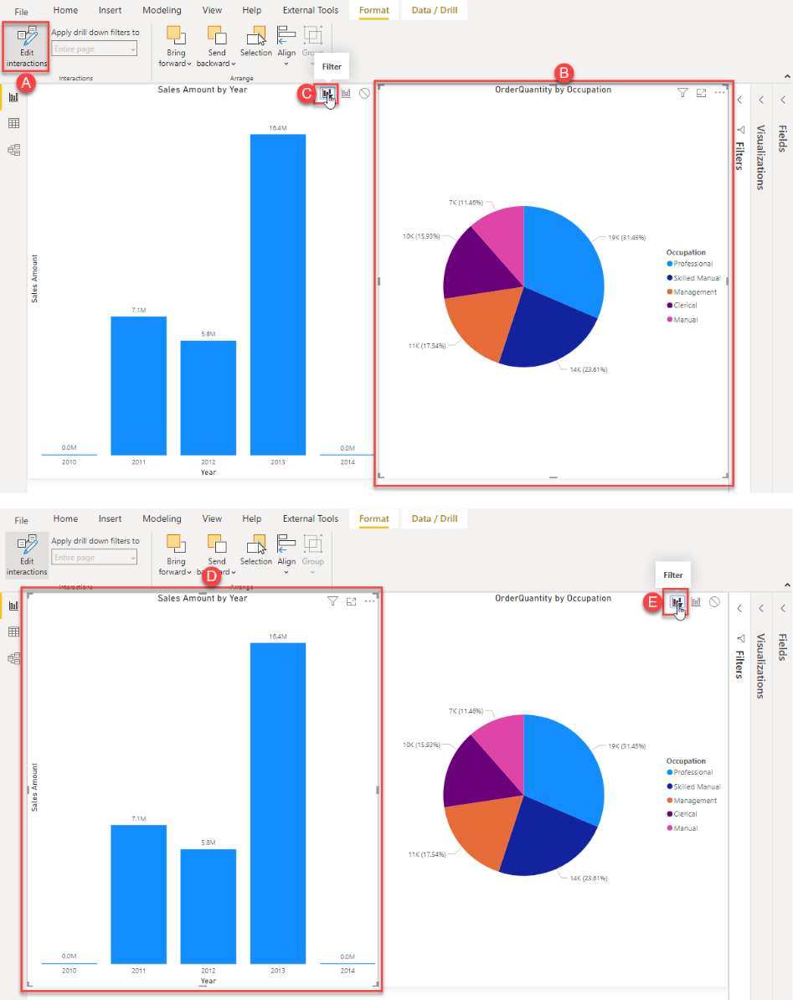 File Home Insert Modeling View Help External Tools Format Data / Drill
Edit
interactions
Apply drill down filters to
Entire page
Interactions
Bring
forward
Send
backward
Selection
Align
Group
Arrange
Filter
A
B
C
Sales Amount by Year
Sales Amount
16.4M
7.1M
5.8M
0.0M
0.0M
2010 2011 2012 2013 2014
Year
OrderQuantity by Occupation
7K (11.46%)
10K (15.93%)
19K (31.45%)
11K (17.54%)
14K (23.61%)
Occupation
Professional
Skilled Manual
Management
Clerical
Manual
Filters
Visualizations
Fields
File Home Insert Modeling View Help External Tools Format Data / Drill
Edit
interactions
Apply drill down filters to
Entire page
Interactions
Bring
forward
Send
Selection
Align
Group
Arrange
Filter
D
E
Sales Amount by Year
Sales Amount
16.4M
7.1M
5.8M
0.0M
0.0M
2010 2011 2012 2013 2014
Year
OrderQuantity by Occupation
7K (11.46%)
10K (15.93%)
19K (31.45%)
11K (17.54%)
14K (23.61%)
Occupation
Professional
Skilled Manual
Management
Clerical
Manual
Filters
Visualizations
Fields